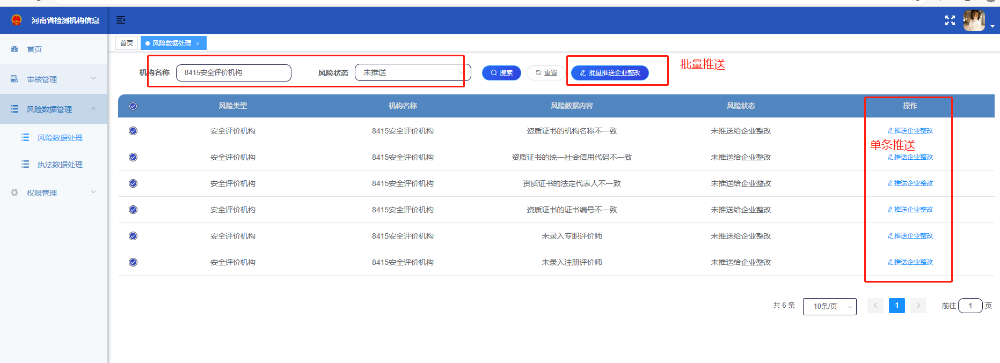 河南省检测机构信息
首页
审核管理
风险数据管理
风险数据处理
执法数据处理
权限管理
首页 风险数据处理 ×
机构名称 8415安全评价机构 风险状态 未推送 搜索 重置 批量推送企业整改 批量推送
风险类型 机构名称 风险数据内容 风险状态 操作
安全评价机构 8415安全评价机构 资质证书的机构名称不一致 未推送给企业整改 推送企业整改
单条推送
安全评价机构 8415安全评价机构 资质证书的统一社会信用代码不一致 未推送给企业整改 推送企业整改
安全评价机构 8415安全评价机构 资质证书的法定代表人不一致 未推送给企业整改 推送企业整改
安全评价机构 8415安全评价机构 资质证书的证书编号不一致 未推送给企业整改 推送企业整改
安全评价机构 8415安全评价机构 未录入专职评价师 未推送给企业整改 推送企业整改
安全评价机构 8415安全评价机构 未录入注册评价师 未推送给企业整改 推送企业整改
共 6 条 10条/页 1 前往 1 页